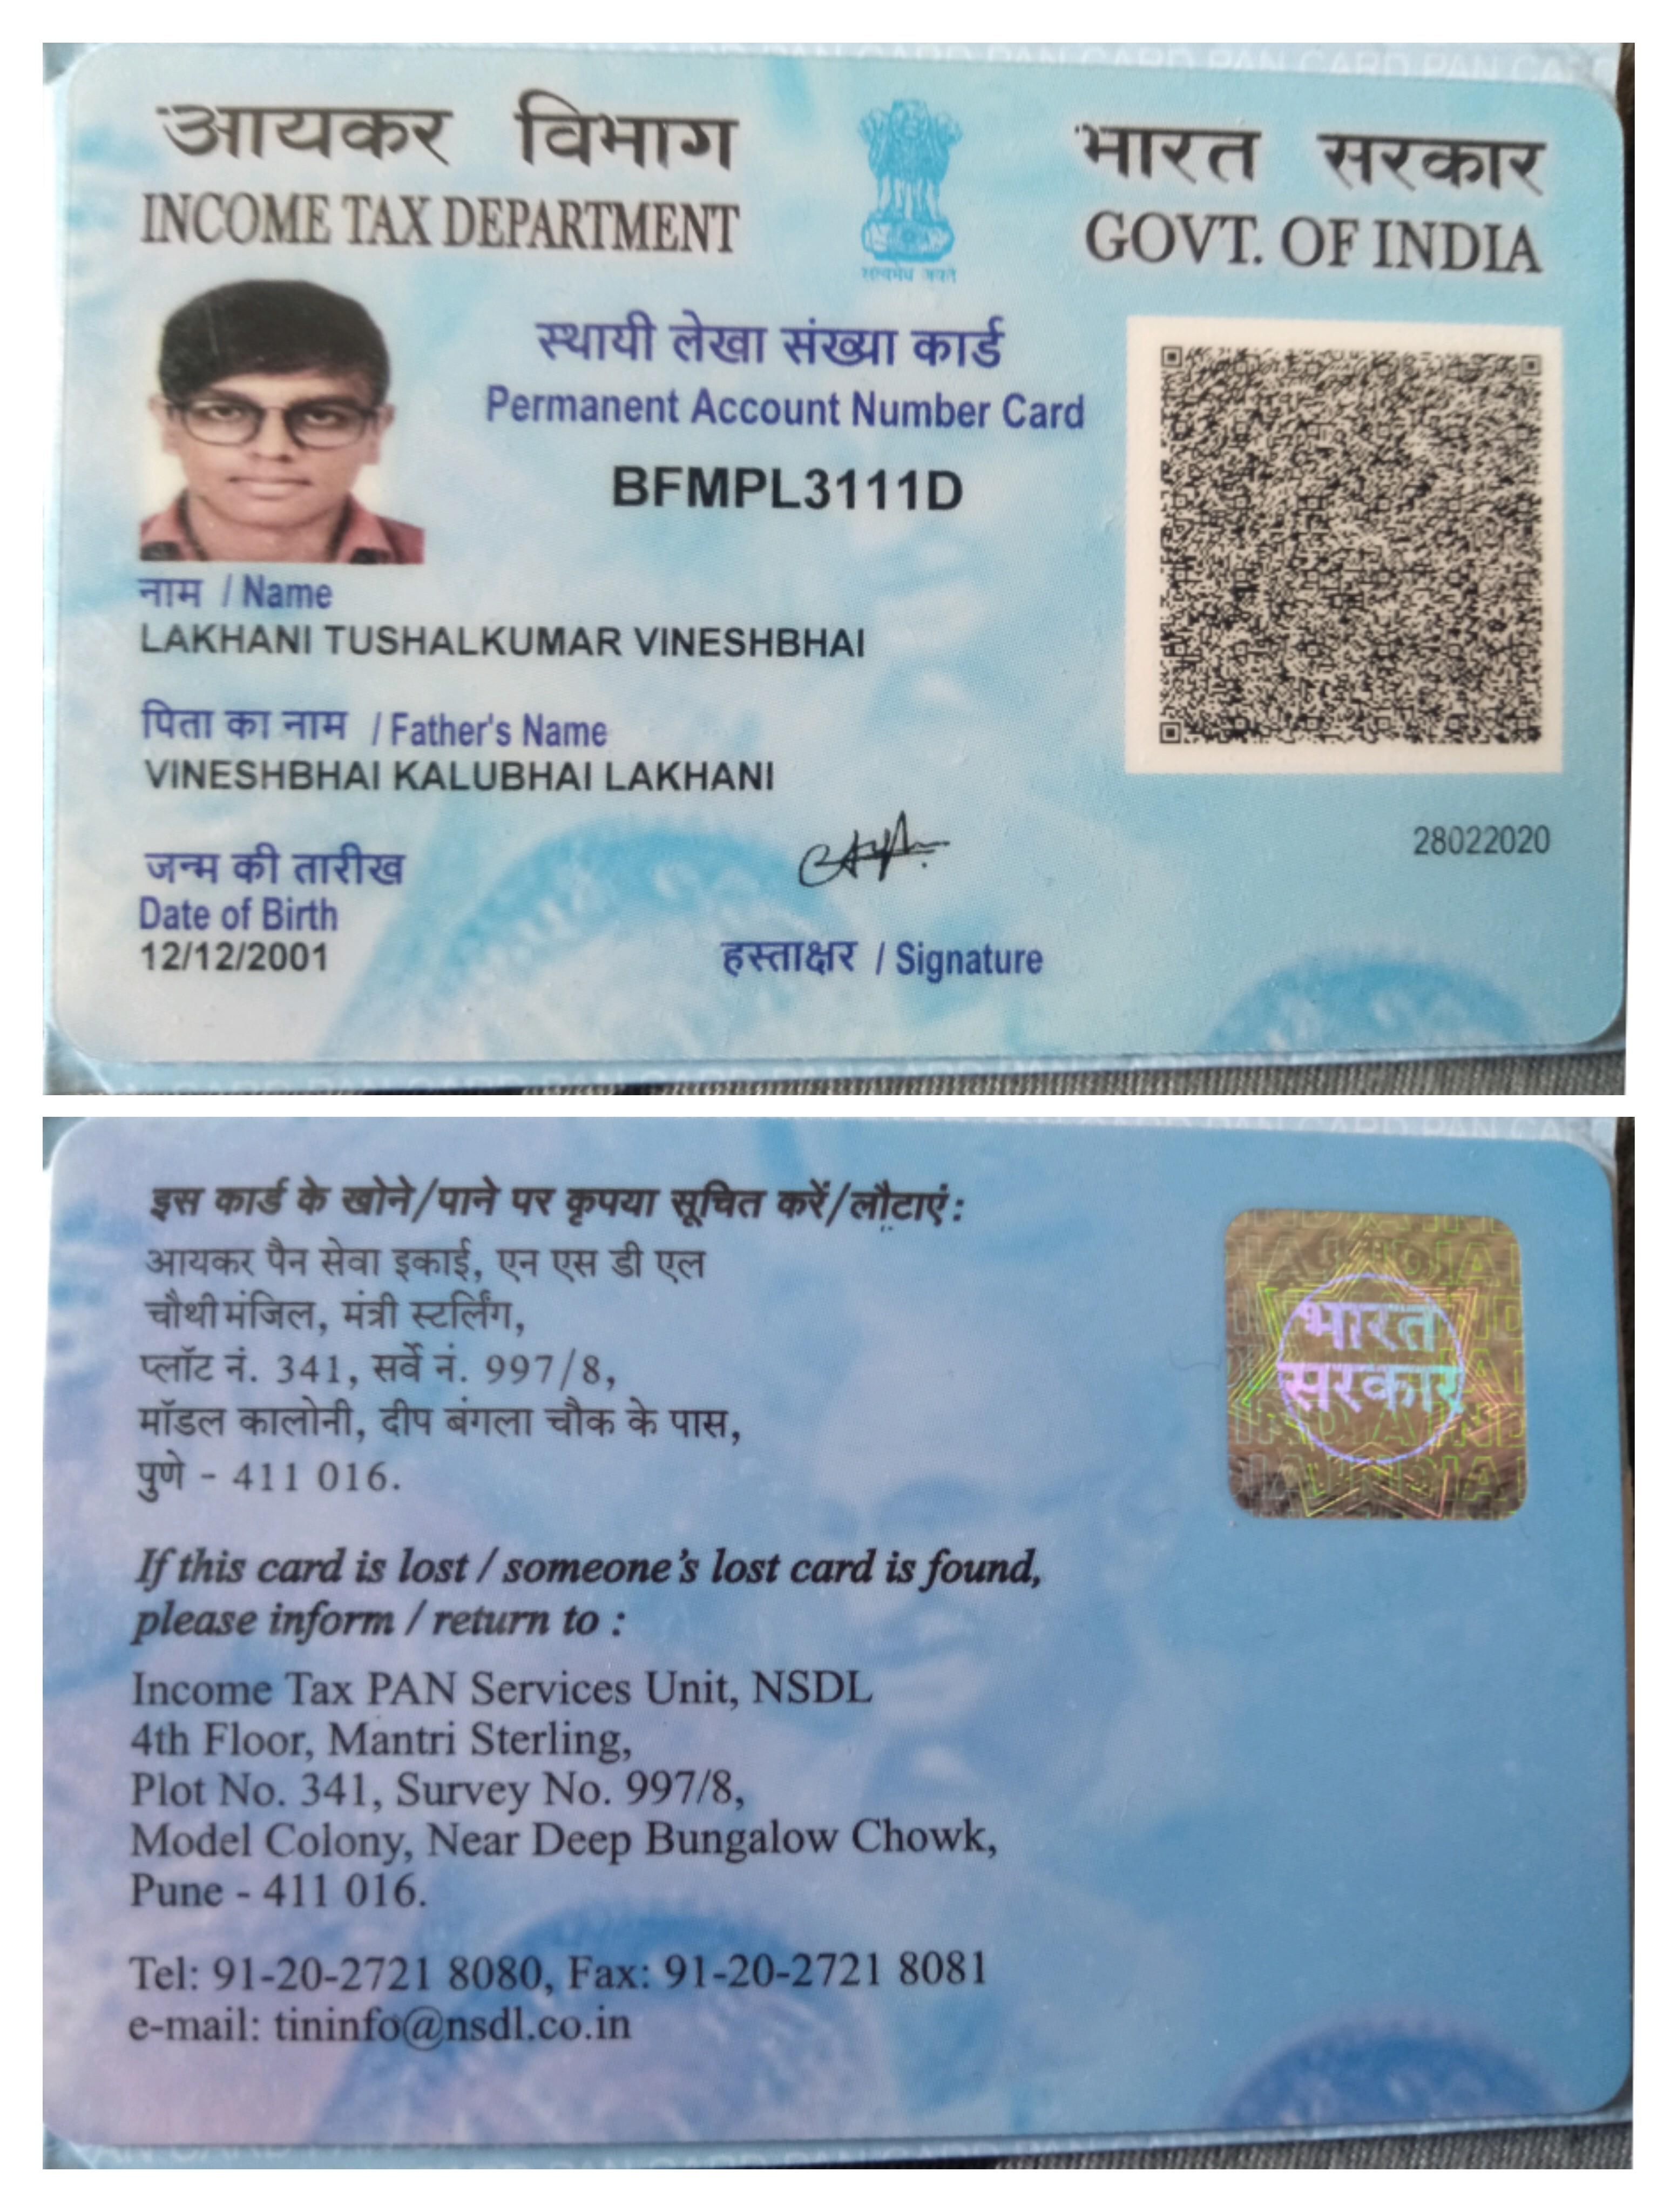 आयकर विभाग
INCOME TAX DEPARTMENT
सत्यमेव जयते
भारत सरकार
GOVT. OF INDIA
स्थायी लेखा संख्या कार्ड
Permanent Account Number Card
BFMPL3111D
नाम / Name
LAKHANI TUSHALKUMAR VINESHBHAI
पिता का नाम / Father's Name
VINESHBHAI KALUBHAI LAKHANI
28022020
जन्म की तारीख
Date of Birth
12/12/2001
हस्ताक्षर / Signature
इस कार्ड के खोने/पाने पर कृपया सूचित करें/लौटाएं:
आयकर पैन सेवा इकाई, एन एस डी एल
चौथी मंजिल, मंत्री स्टर्लिंग,
प्लॉट नं. 341, सर्वे नं. 997/8,
मॉडल कालोनी, दीप बंगला चौक के पास,
पुणे - 411 016.
भारत
सरकार
If this card is lost / someone's lost card is found,
please inform / return to :
Income Tax PAN Services Unit, NSDL
4th Floor, Mantri Sterling,
Plot No. 341, Survey No. 997/8,
Model Colony, Near Deep Bungalow Chowk,
Pune - 411 016.
Tel: 91-20-2721 8080, Fax: 91-20-2721 8081
e-mail: tininfo@nsdl.co.in